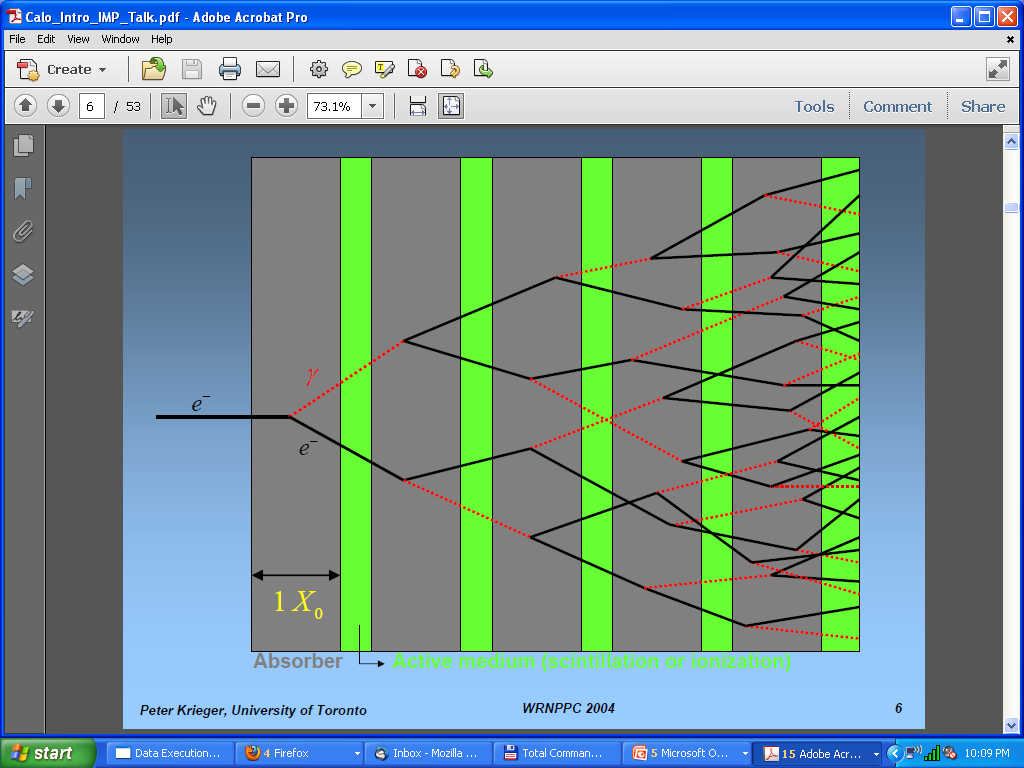 Calo_Intro_IMP_Talk.pdf - Adobe Acrobat Pro
File Edit View Window Help
Create
6 / 53 73.1% Tools Comment Share
γ
e⁻
e⁻
1 X₀
Absorber Active medium (scintillation or ionization)
Peter Krieger, University of Toronto WRNPPC 2004 6
start Data Execution... 4 Firefox Inbox - Mozilla ... Total Comman... 5 Microsoft O... 15 Adobe Acr... 10:09 PM